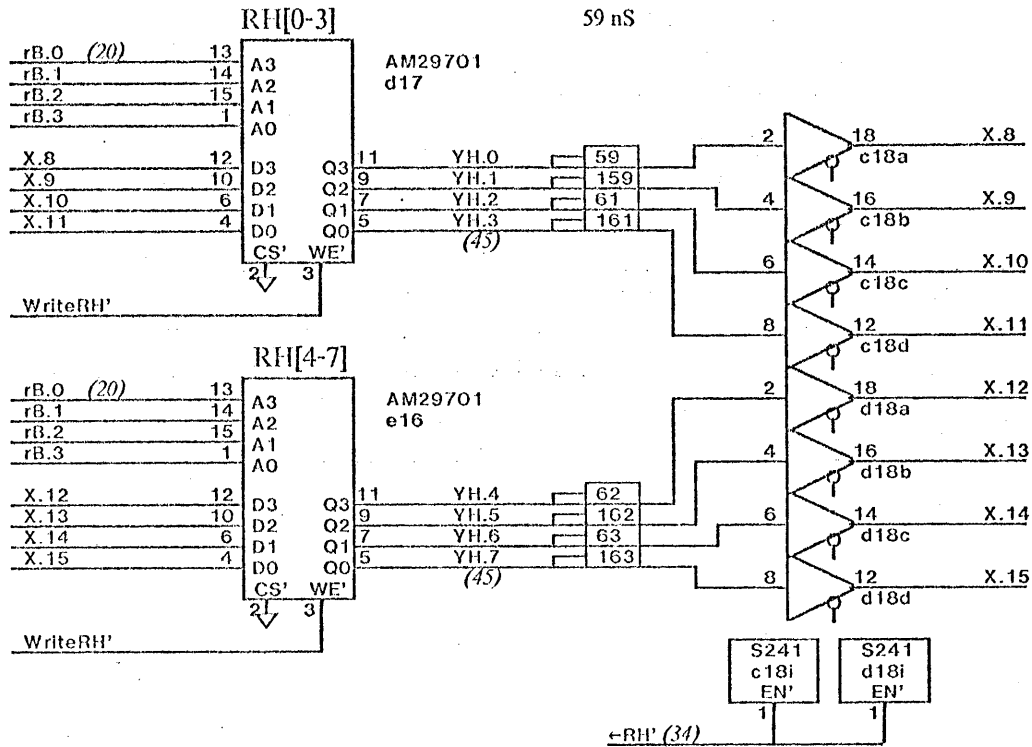 RH[0-3] 59 nS
rB.0 (20) 13 A3 AM29701
rB.1 14 A2 d17
rB.2 15 A1
rB.3 1 A0
2 18 X.8
c18a
X.8 12 D3 Q3 11 YH.0 59
X.9 10 D2 Q2 9 YH.1 159
X.10 6 D1 Q1 7 YH.2 61
X.11 4 D0 Q0 5 YH.3 161
(45)
4 16 X.9
c18b
CS' WE'
2 3
6 14 X.10
c18c
WriteRH'
8 12 X.11
c18d
RH[4-7]
rB.0 (20) 13 A3 AM29701
rB.1 14 A2 e16
rB.2 15 A1
rB.3 1 A0
2 18 X.12
d18a
4 16 X.13
d18b
X.12 12 D3 Q3 11 YH.4 62
X.13 10 D2 Q2 9 YH.5 162
X.14 6 D1 Q1 7 YH.6 63
X.15 4 D0 Q0 5 YH.7 163
(45)
6 14 X.14
d18c
8 12 X.15
d18d
CS' WE'
2 3
WriteRH'
S241 S241
c18i d18i
EN' EN'
1 1
←RH' (34)